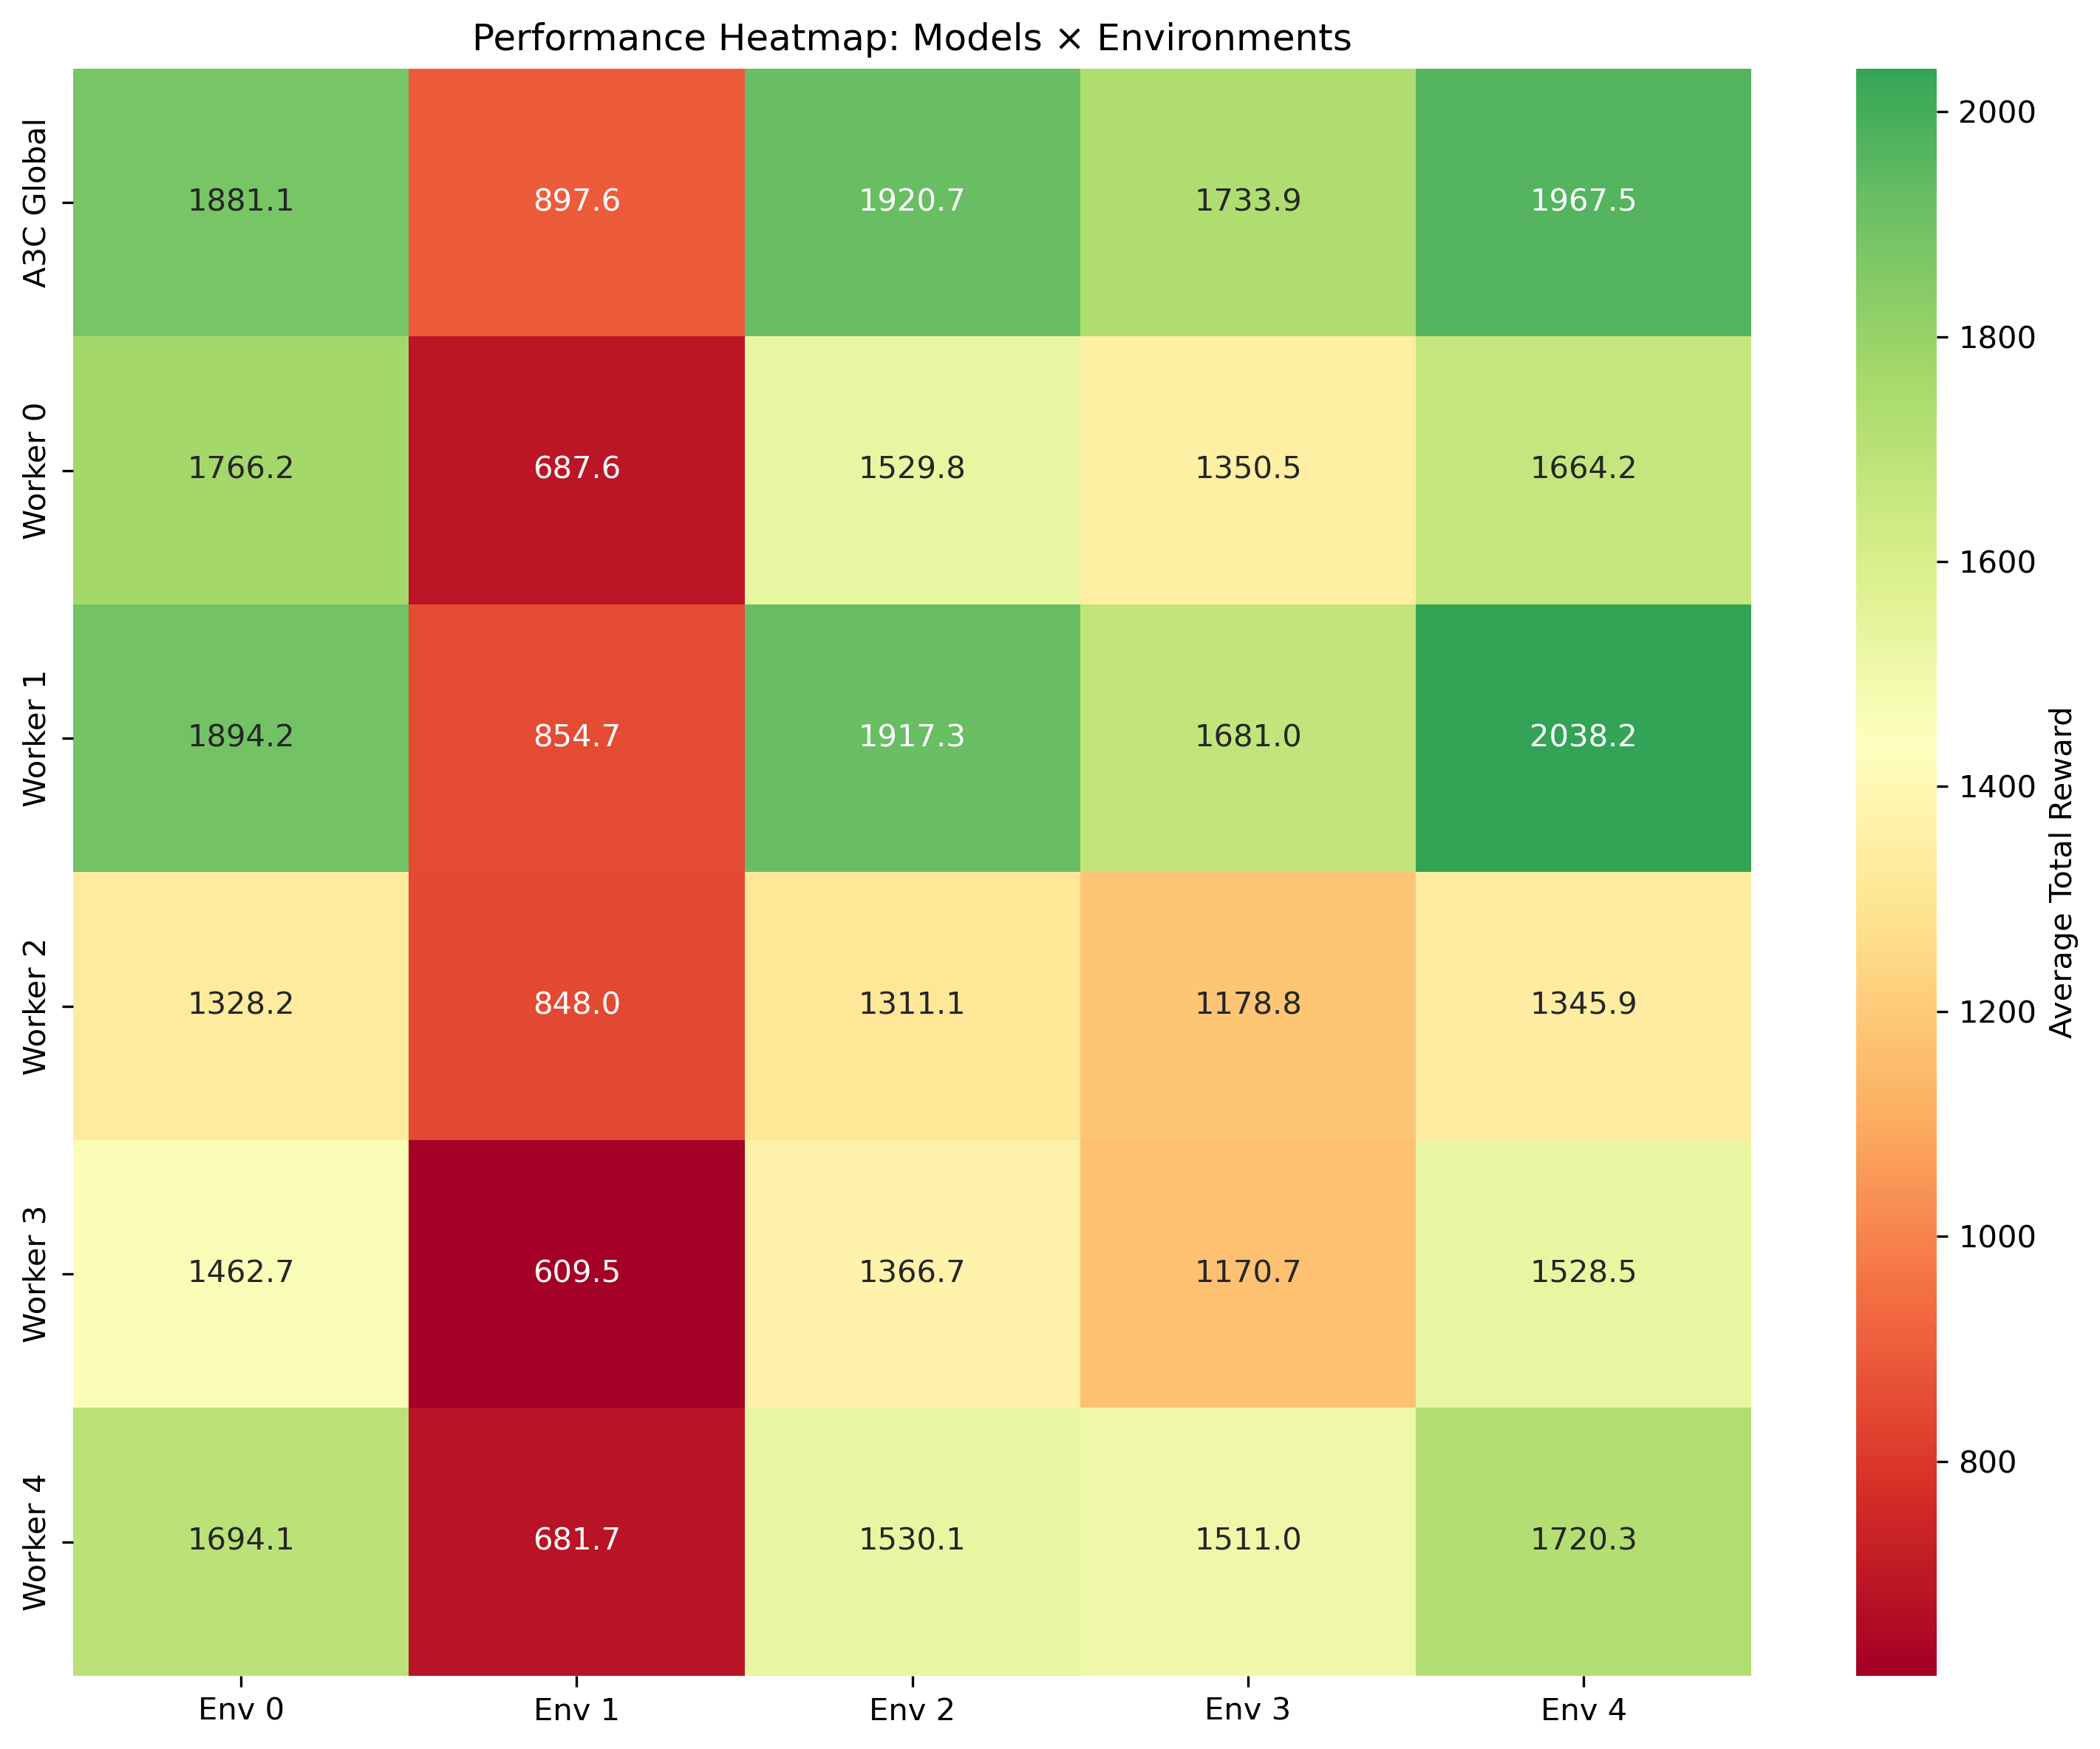 Performance Heatmap: Models × Environments
A3C Global
1881.1 897.6 1920.7 1733.9 1967.5
Worker 0
1766.2 687.6 1529.8 1350.5 1664.2
Worker 1
1894.2 854.7 1917.3 1681.0 2038.2
Worker 2
1328.2 848.0 1311.1 1178.8 1345.9
Worker 3
1462.7 609.5 1366.7 1170.7 1528.5
Worker 4
1694.1 681.7 1530.1 1511.0 1720.3
Env 0 Env 1 Env 2 Env 3 Env 4
2000
1800
1600
1400
1200
1000
800
Average Total Reward